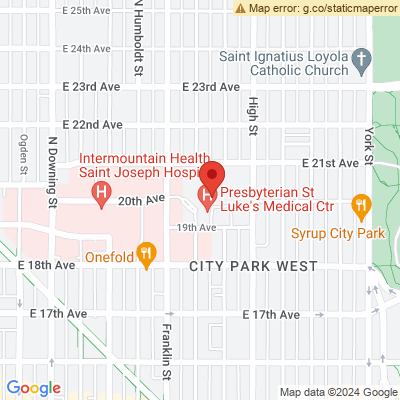 Map error: g.co/staticmaperror
E 25th Ave
N Humboldt St
E 24th Ave
Saint Ignatius Loyola
Catholic Church
E 23rd Ave
E 23rd Ave
High St
E 22nd Ave
York St
Ogden St
N Downing St
Intermountain Health
Saint Joseph Hospi
E 21st Ave
H
H
20th Ave
Presbyterian St
Luke's Medical Ctr
19th Ave
Syrup City Park
Onefold
E 18th Ave
CITY PARK WEST
E 17th Ave
E 17th Ave
Franklin St
Google
Map data ©2024 Google